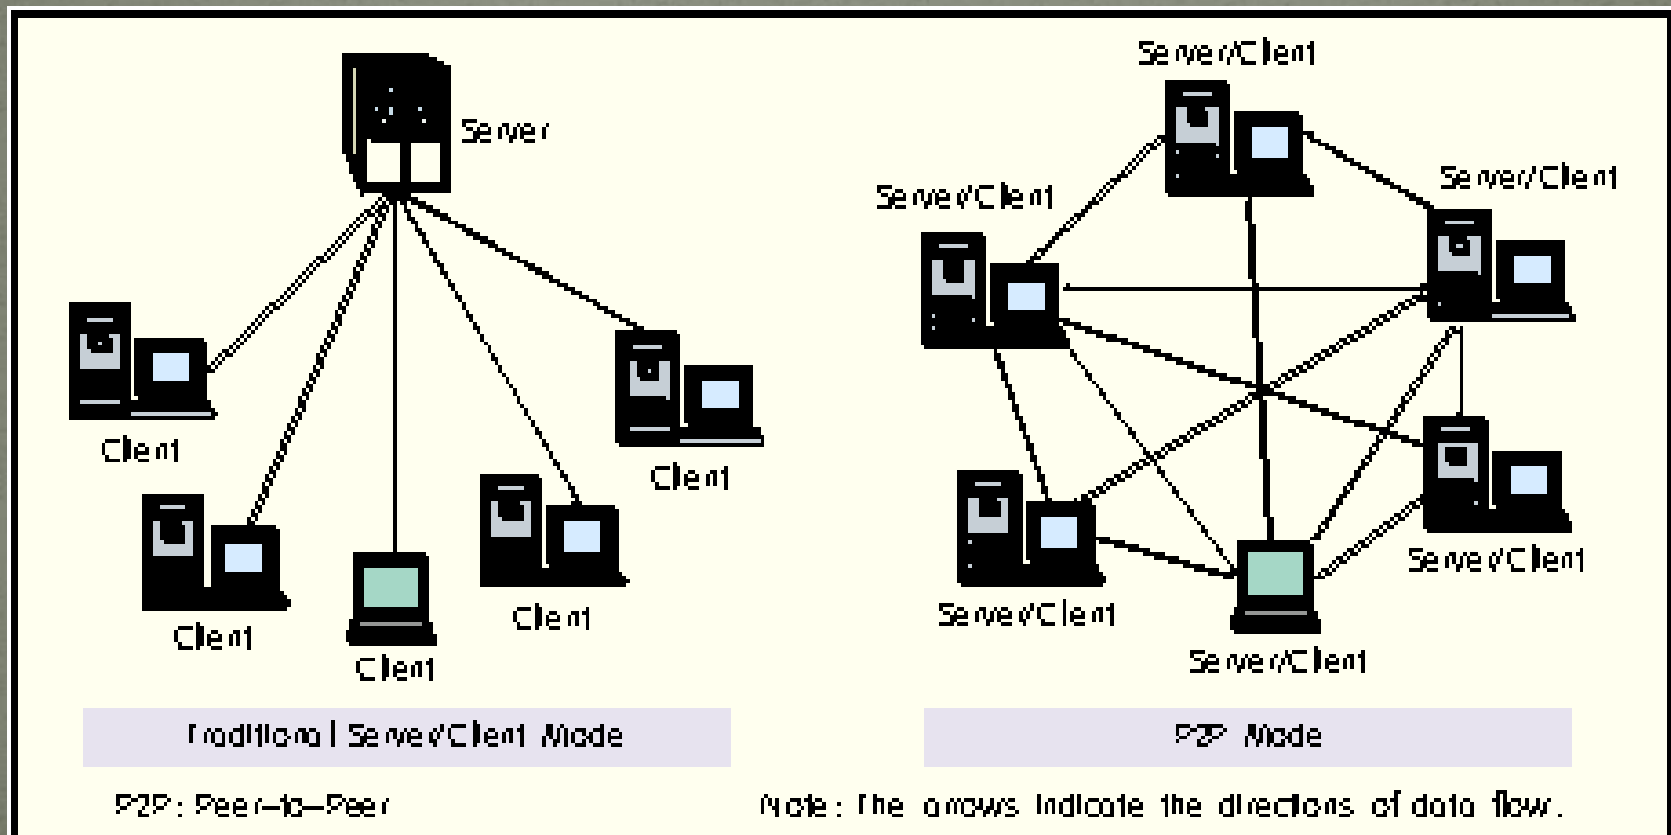 Server
Client
Client
Client
Client
Client
Traditional Server/Client Mode
P2P: Peer-to-Peer
Server/Client
Server/Client
Server/Client
Server/Client
Server/Client
Server/Client
P2P Mode
Note: The arrows indicate the directions of data flow.